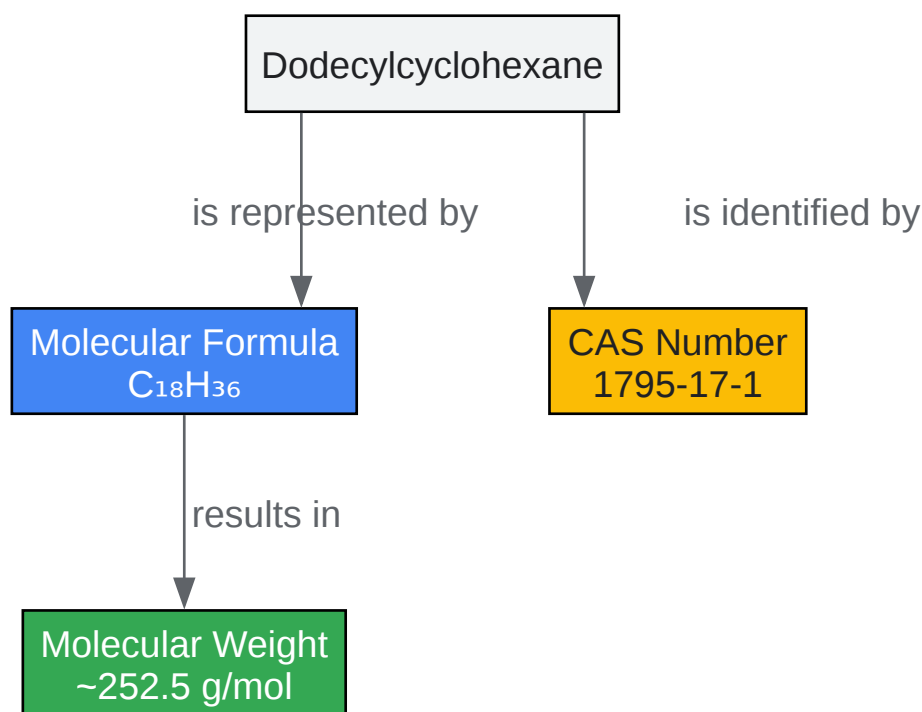 Dodecylcyclohexane
is represented by
is identified by
Molecular Formula
C₁₈H₃₆
CAS Number
1795-17-1
results in
Molecular Weight
~252.5 g/mol